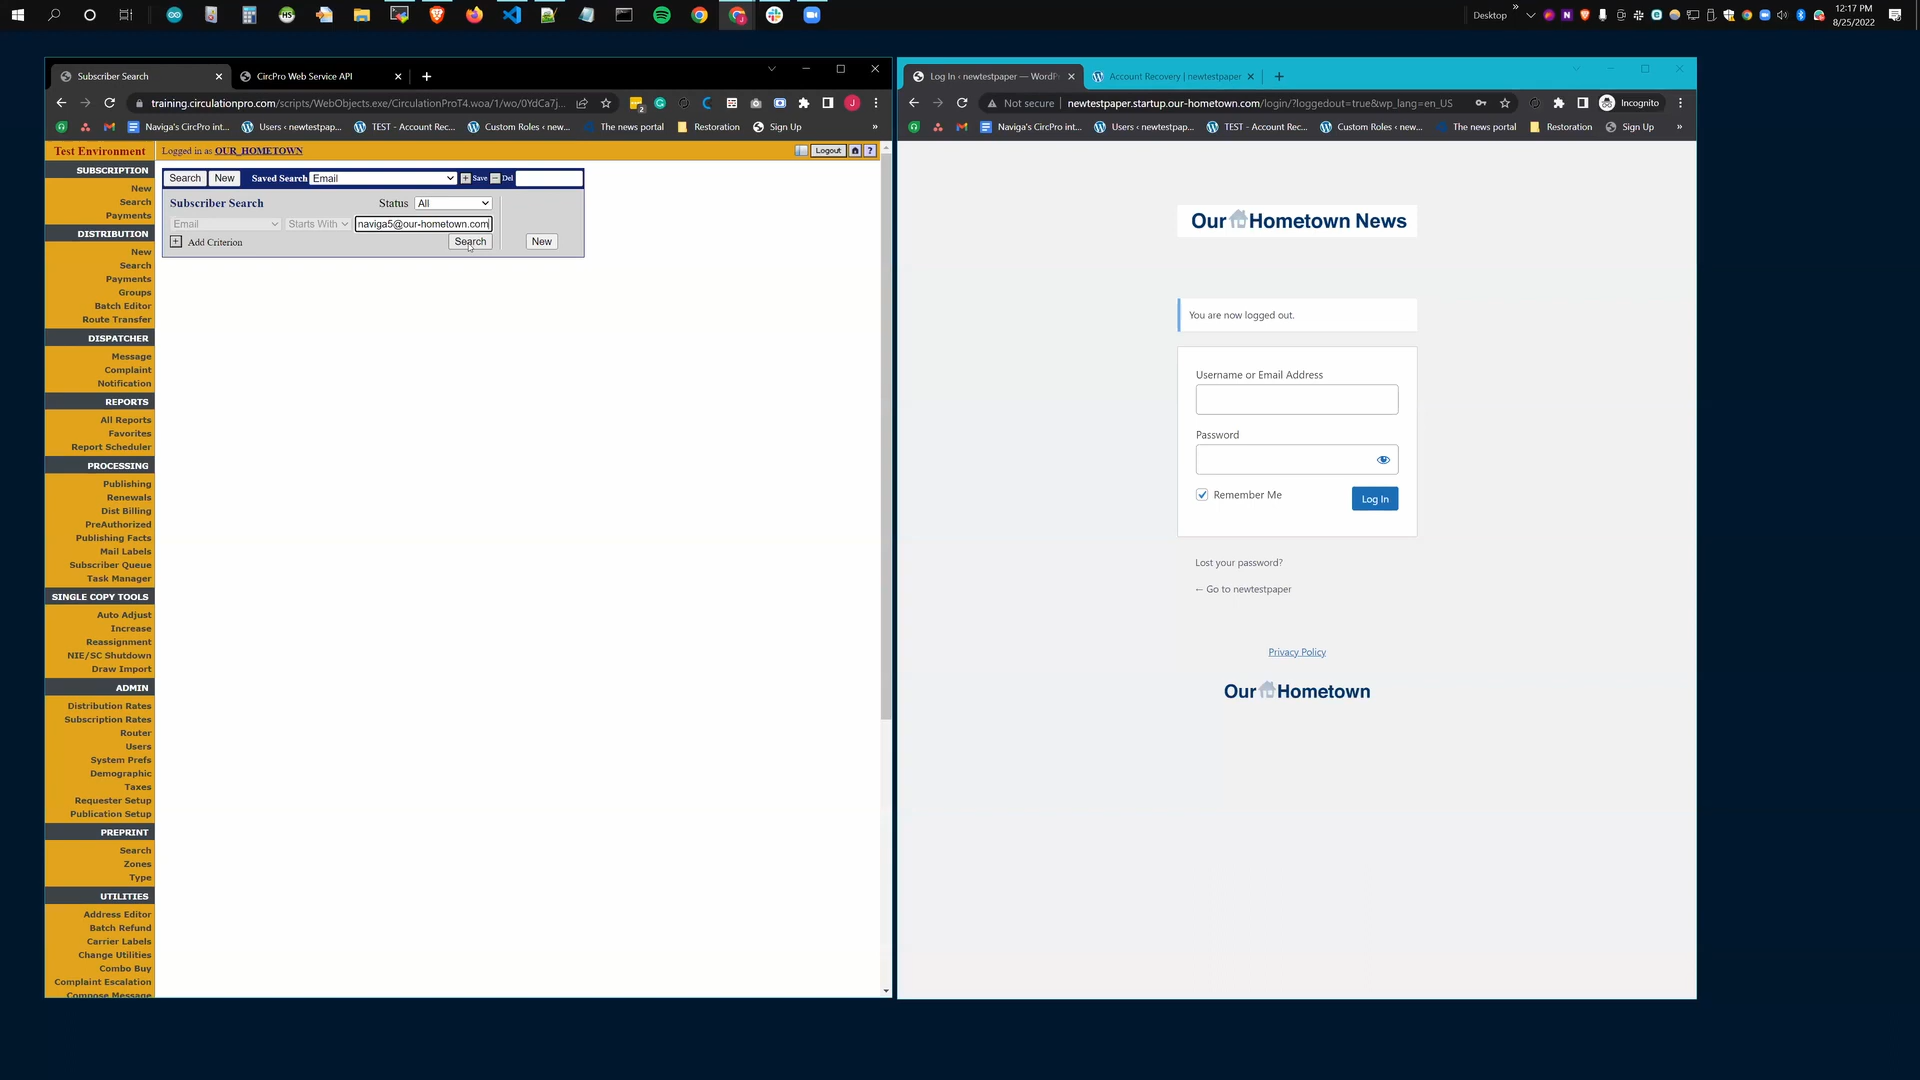 Desktop
12:17 PM
8/25/2022
Subscriber Search
CircPro Web Service API
training.circulationpro.com/scripts/WebObjects.exe/CirculationProT4.woa/1/wo/0YdCa7j...
Naviga's CircPro int...
Users ‹ newtestpap...
TEST - Account Rec...
Custom Roles ‹ new...
The news portal
Restoration
Sign Up
»
Test Environment
Logged in as OUR_HOMETOWN
Logout
?
SUBSCRIPTION
New
Search
Payments
DISTRIBUTION
New
Search
Payments
Groups
Batch Editor
Route Transfer
DISPATCHER
Message
Complaint
Notification
REPORTS
All Reports
Favorites
Report Scheduler
PROCESSING
Publishing
Renewals
Dist Billing
PreAuthorized
Publishing Facts
Mail Labels
Subscriber Queue
Task Manager
SINGLE COPY TOOLS
Auto Adjust
Increase
Reassignment
NIE/SC Shutdown
Draw Import
ADMIN
Distribution Rates
Subscription Rates
Router
Users
System Prefs
Demographic
Taxes
Requester Setup
Publication Setup
PREPRINT
Search
Zones
Type
UTILITIES
Address Editor
Batch Refund
Carrier Labels
Change Utilities
Combo Buy
Complaint Escalation
Compose Message
Search
New
Saved Search
Email
Save
Del
Subscriber Search
Status
All
Email
Starts With
naviga5@our-hometown.com
Add Criterion
Search
New
Log In ‹ newtestpaper — WordP
Account Recovery | newtestpaper
Not secure
newtestpaper.startup.our-hometown.com/login/?loggedout=true&wp_lang=en_US
Incognito
Naviga's CircPro int...
Users ‹ newtestpap...
TEST - Account Rec...
Custom Roles ‹ new...
The news portal
Restoration
Sign Up
»
Our Hometown News
You are now logged out.
Username or Email Address
Password
Remember Me
Log In
Lost your password?
← Go to newtestpaper
Privacy Policy
Our Hometown